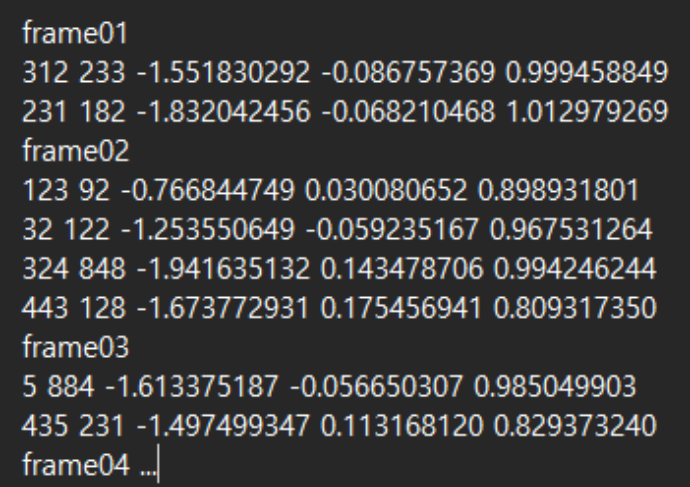 frame01
312 233 -1.551830292 -0.086757369 0.999458849
231 182 -1.832042456 -0.068210468 1.012979269
frame02
123 92 -0.766844749 0.030080652 0.898931801
32 122 -1.253550649 -0.059235167 0.967531264
324 848 -1.941635132 0.143478706 0.994246244
443 128 -1.673772931 0.175456941 0.809317350
frame03
5 884 -1.613375187 -0.056650307 0.985049903
435 231 -1.497499347 0.113168120 0.829373240
frame04 ...